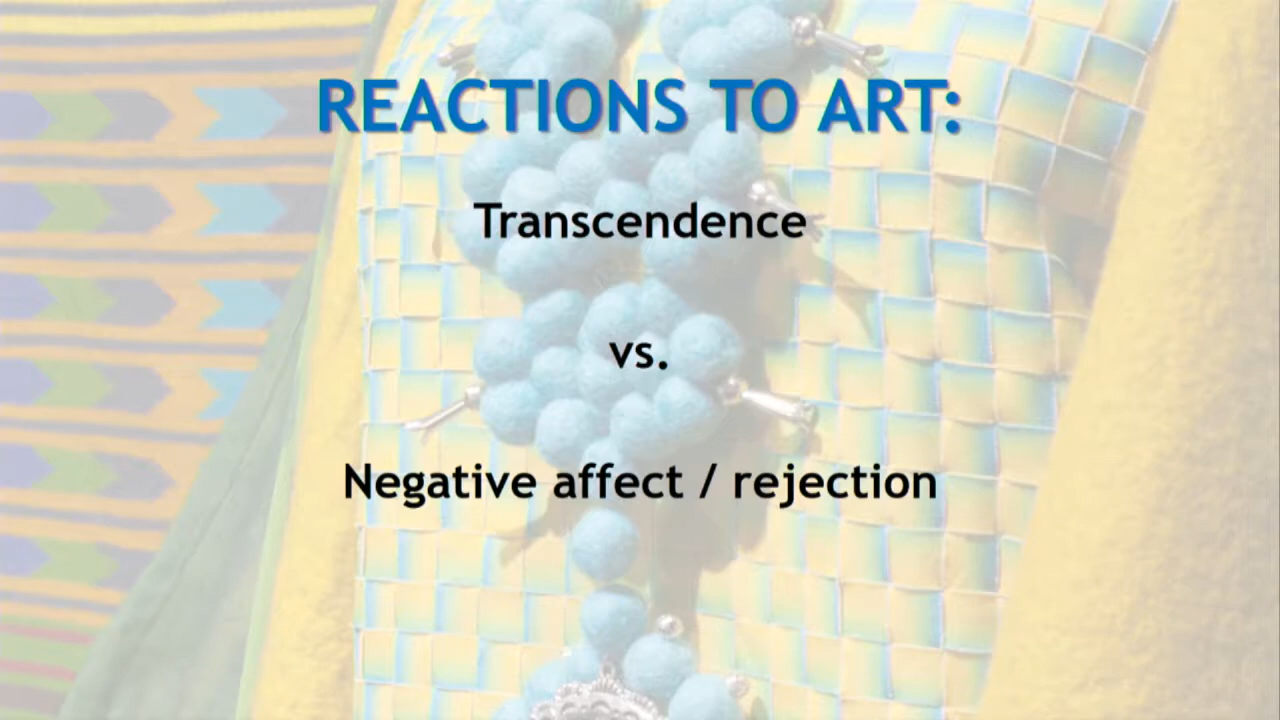 REACTIONS TO ART:
Transcendence
vs.
Negative affect / rejection